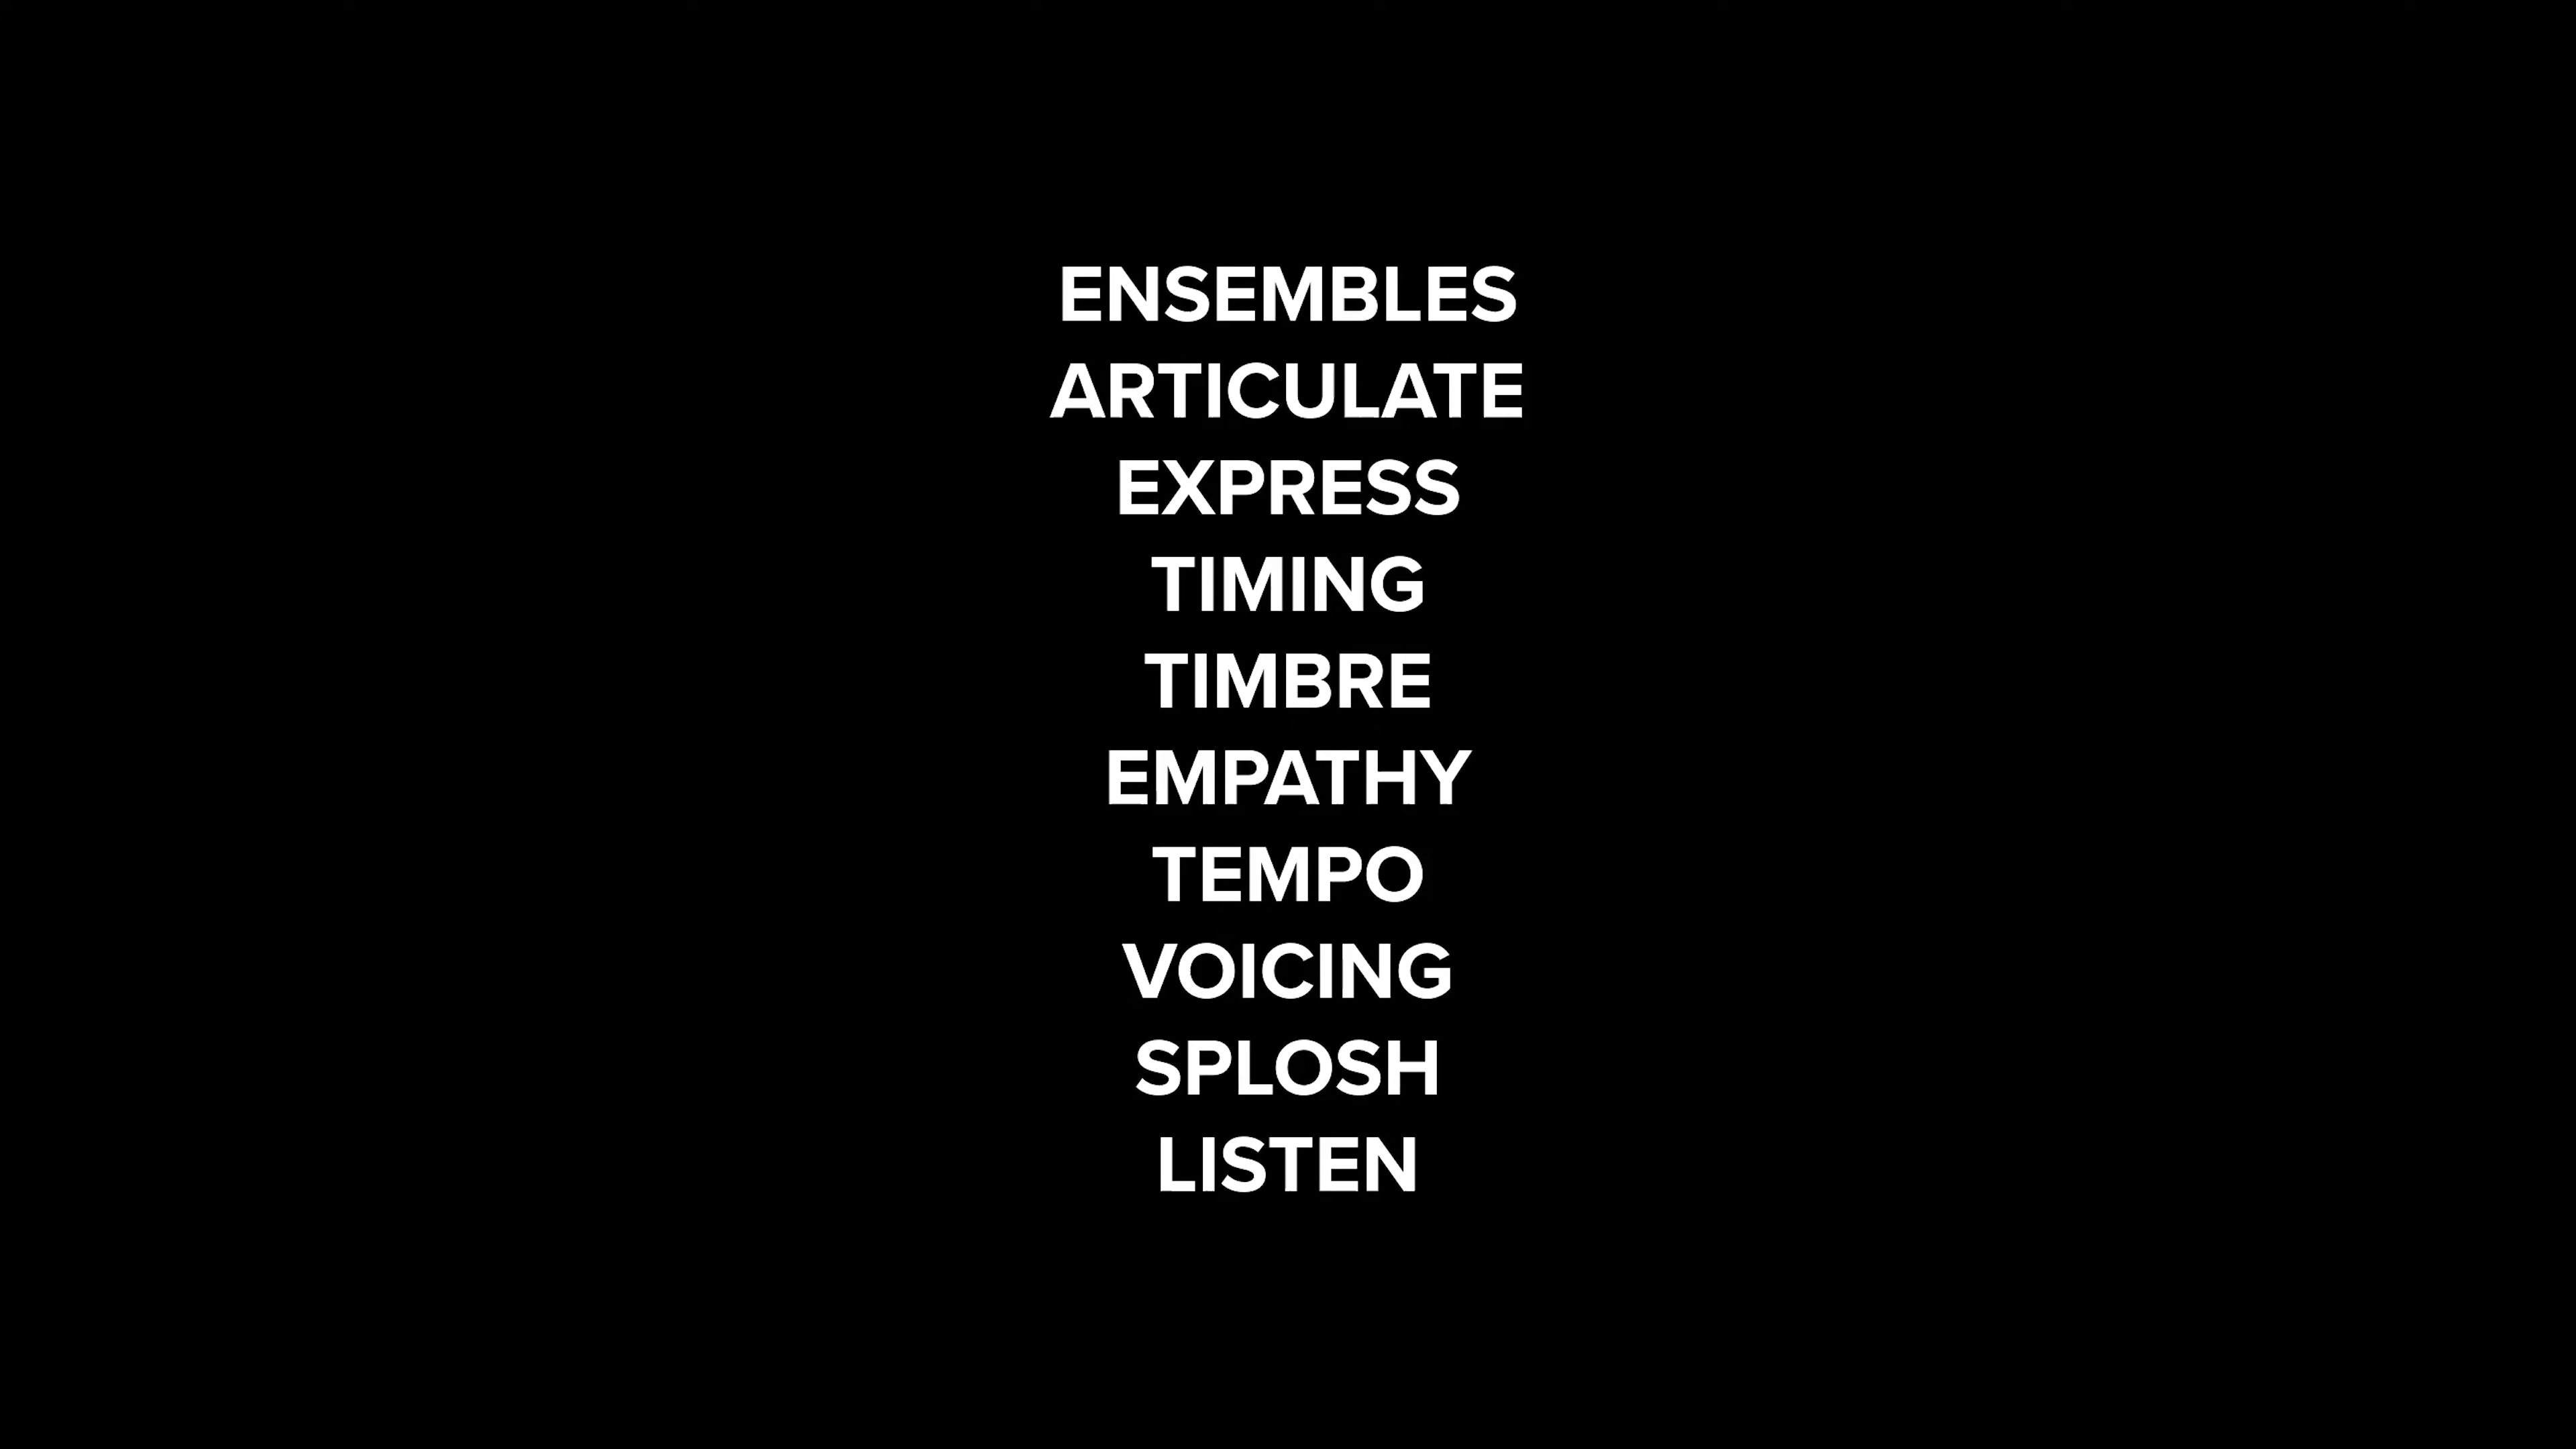 ENSEMBLES
ARTICULATE
EXPRESS
TIMING
TIMBRE
EMPATHY
TEMPO
VOICING
SPLOSH
LISTEN